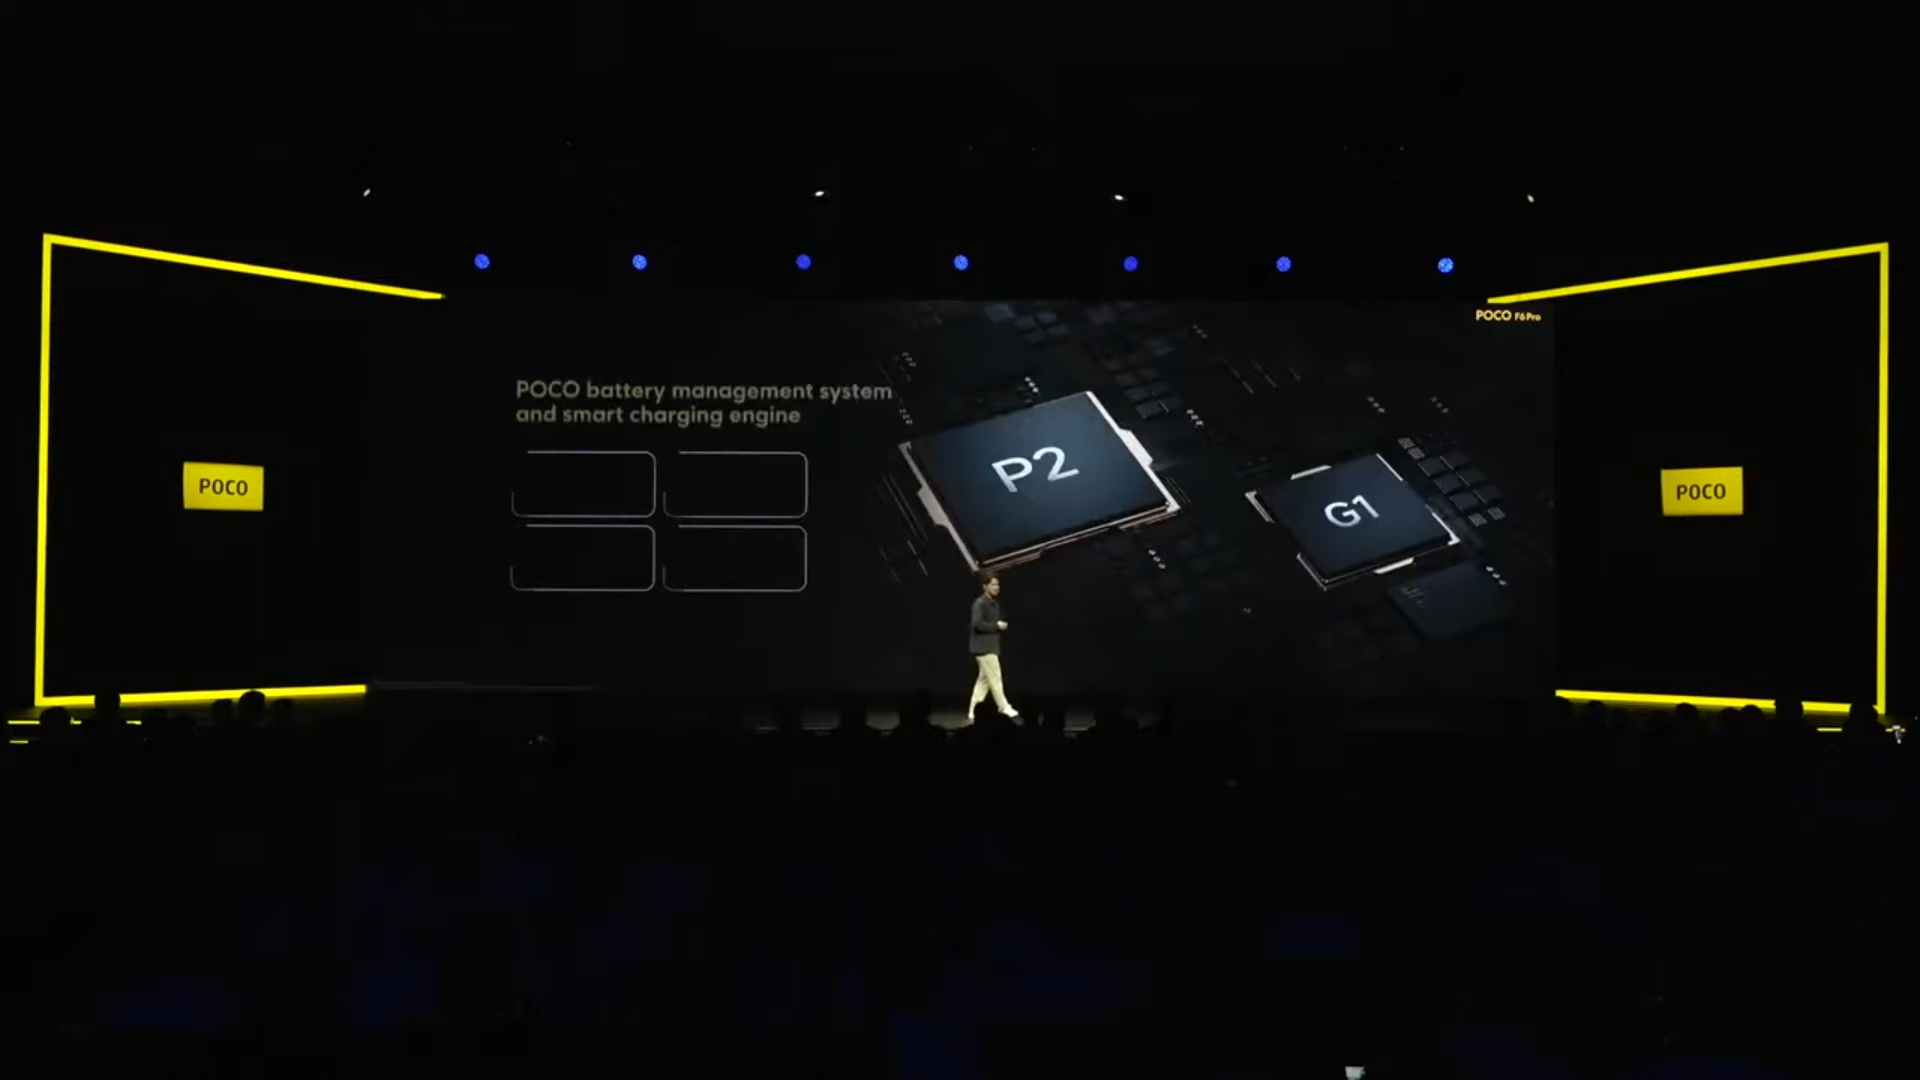 POCO F6 Pro
POCO battery management system
and smart charging engine
P2
G1
POCO
POCO